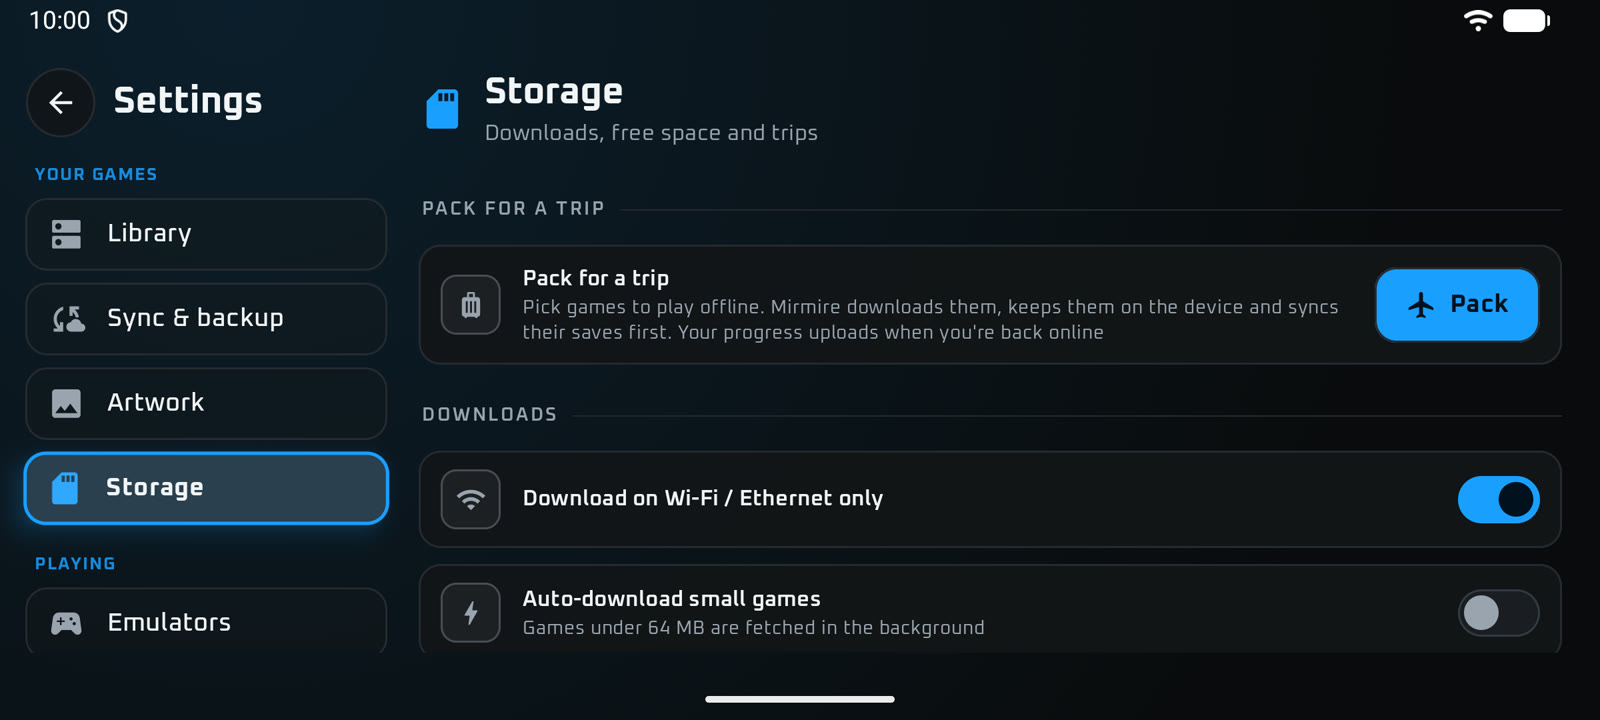 10:00
Settings
YOUR GAMES
Library
Sync & backup
Artwork
Storage
PLAYING
Emulators
Storage
Downloads, free space and trips
PACK FOR A TRIP
Pack for a trip
Pick games to play offline. Mirmire downloads them, keeps them on the device and syncs
their saves first. Your progress uploads when you're back online
Pack
DOWNLOADS
Download on Wi-Fi / Ethernet only
Auto-download small games
Games under 64 MB are fetched in the background